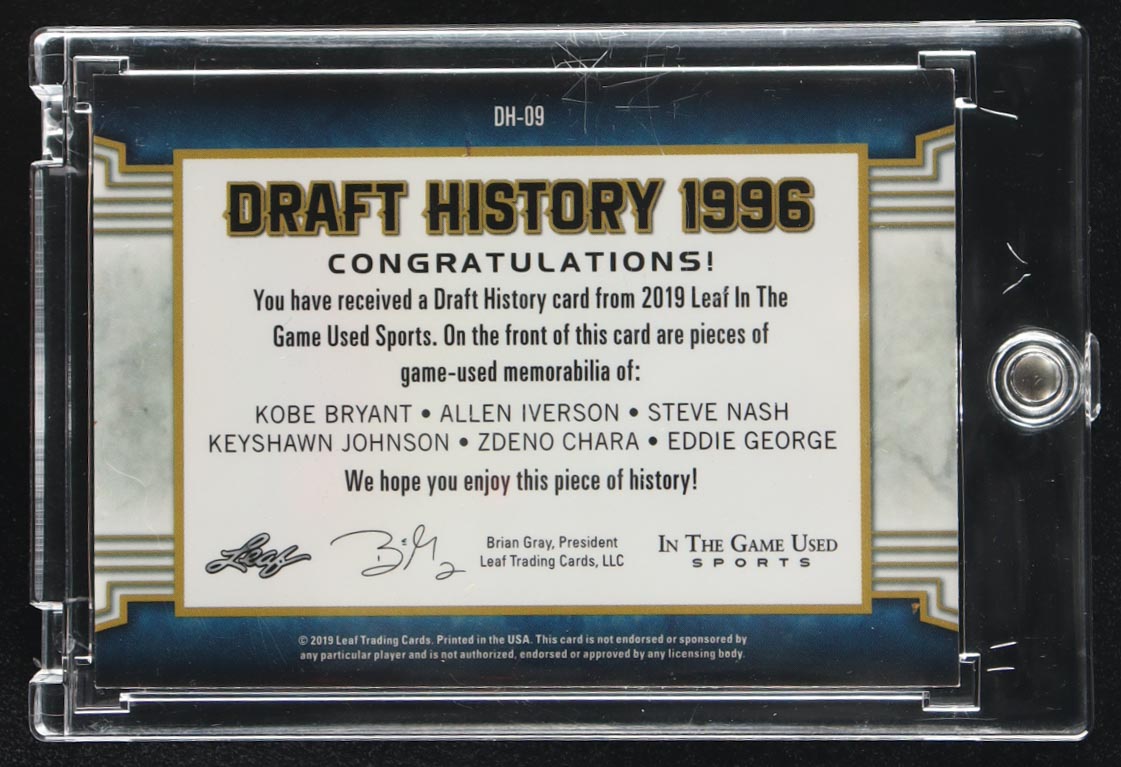 DH-09
DRAFT HISTORY 1996
CONGRATULATIONS!
You have received a Draft History card from 2019 Leaf In The
Game Used Sports. On the front of this card are pieces of
game-used memorabilia of:
KOBE BRYANT • ALLEN IVERSON • STEVE NASH
KEYSHAWN JOHNSON • ZDENO CHARA • EDDIE GEORGE
We hope you enjoy this piece of history!
Leaf
Brian Gray, President
Leaf Trading Cards, LLC
IN THE GAME USED
SPORTS
© 2019 Leaf Trading Cards. Printed in the USA. This card is not endorsed or sponsored by
any particular player and is not authorized, endorsed or approved by any licensing body.